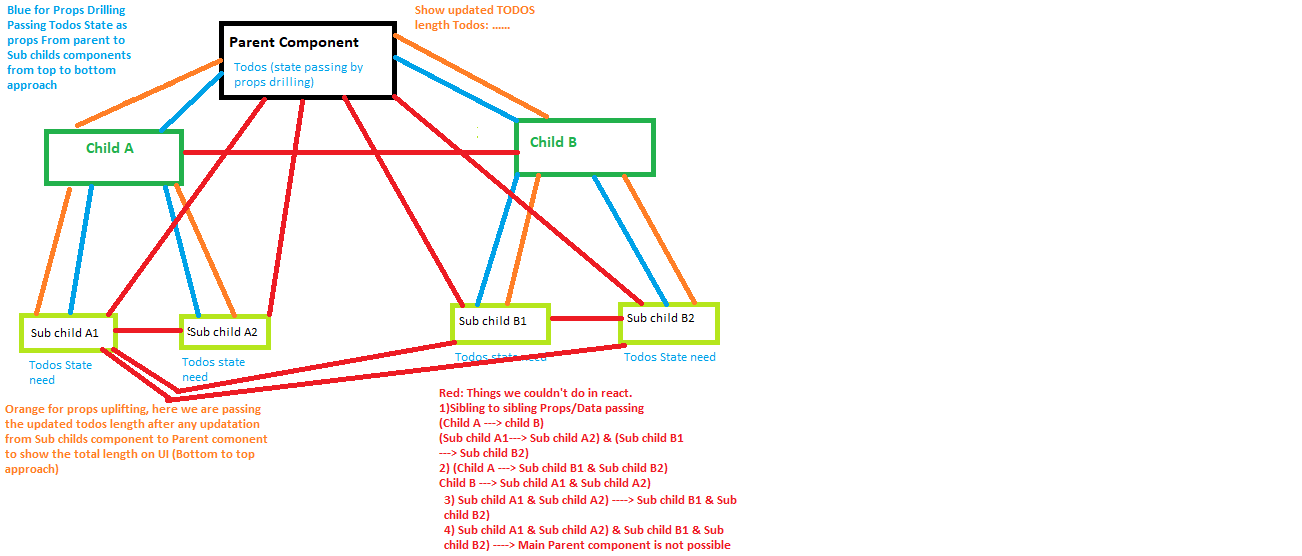 Blue for Props Drilling
Passing Todos State as
props From parent to
Sub childs components
from top to bottom
approach
Show updated TODOS
length Todos: ......
Parent Component
Todos (state passing by
props drilling)
Child A
Child B
Sub child A1
Sub child A2
Sub child B1
Sub child B2
Todos State
need
Todos state
need
Todos state need
Todos State need
Orange for props uplifting, here we are passing
the updated todos length after any updatation
from Sub childs component to Parent comonent
to show the total length on UI (Bottom to top
approach)
Red: Things we couldn't do in react.
1)Sibling to sibling Props/Data passing
(Child A ---> child B)
(Sub child A1---> Sub child A2) & (Sub child B1
---> Sub child B2)
2) (Child A ---> Sub child B1 & Sub child B2)
Child B ---> Sub child A1 & Sub child A2)
3) Sub child A1 & Sub child A2) ----> Sub child B1 & Sub
child B2)
4) Sub child A1 & Sub child A2) & Sub child B1 & Sub
child B2) ----> Main Parent component is not possible